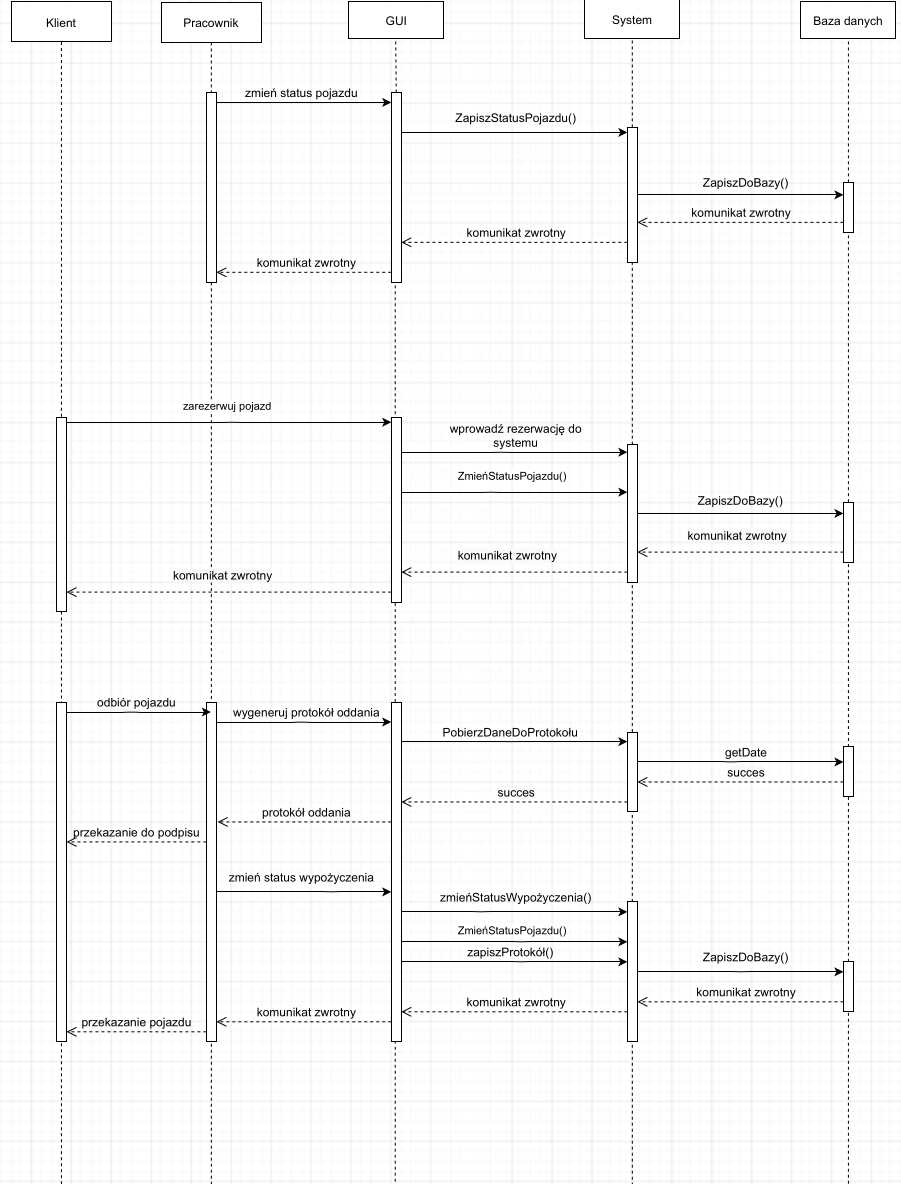 Klient
Pracownik
GUI
System
Baza danych
zmień status pojazdu
ZapiszStatusPojazdu()
ZapiszDoBazy()
komunikat zwrotny
komunikat zwrotny
komunikat zwrotny
zarezerwuj pojazd
wprowadź rezerwację do
systemu
ZmieńStatusPojazdu()
ZapiszDoBazy()
komunikat zwrotny
komunikat zwrotny
komunikat zwrotny
odbiór pojazdu
wygeneruj protokół oddania
PobierzDaneDoProtokołu
getDate
succes
succes
protokół oddania
przekazanie do podpisu
zmień status wypożyczenia
zmieńStatusWypożyczenia()
ZmieńStatusPojazdu()
zapiszProtokół()
ZapiszDoBazy()
komunikat zwrotny
komunikat zwrotny
komunikat zwrotny
przekazanie pojazdu